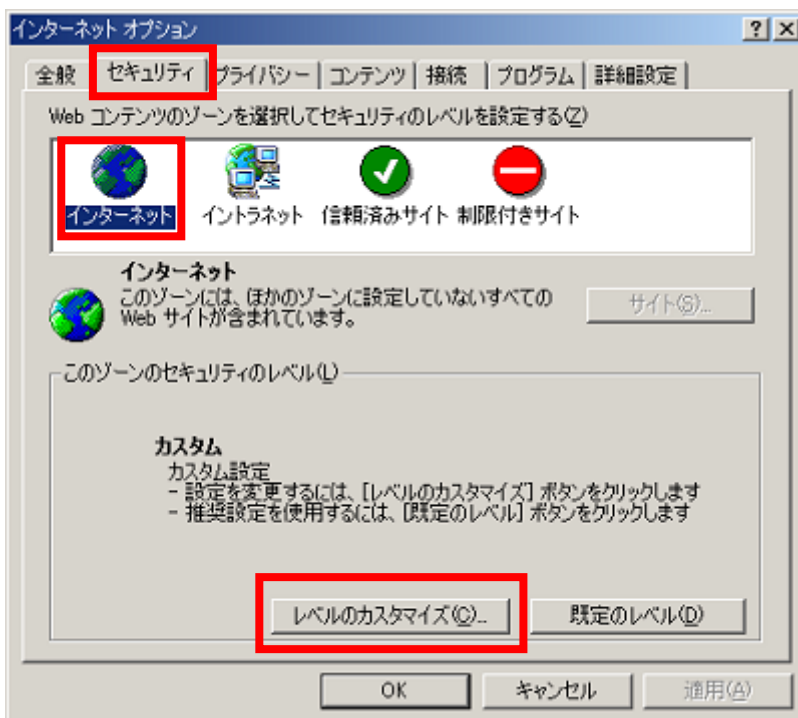 インターネット オプション
全般 セキュリティ プライバシー コンテンツ 接続 プログラム 詳細設定
Web コンテンツのゾーンを選択してセキュリティのレベルを設定する(Z)
インターネット イントラネット 信頼済みサイト 制限付きサイト
インターネット
このゾーンには、ほかのゾーンに設定していないすべての
Web サイトが含まれています。
サイト(S)...
このゾーンのセキュリティのレベル(L)
カスタム
カスタム設定
- 設定を変更するには、[レベルのカスタマイズ] ボタンをクリックします
- 推奨設定を使用するには、[既定のレベル] ボタンをクリックします
レベルのカスタマイズ(C)... 既定のレベル(D)
OK キャンセル 適用(A)